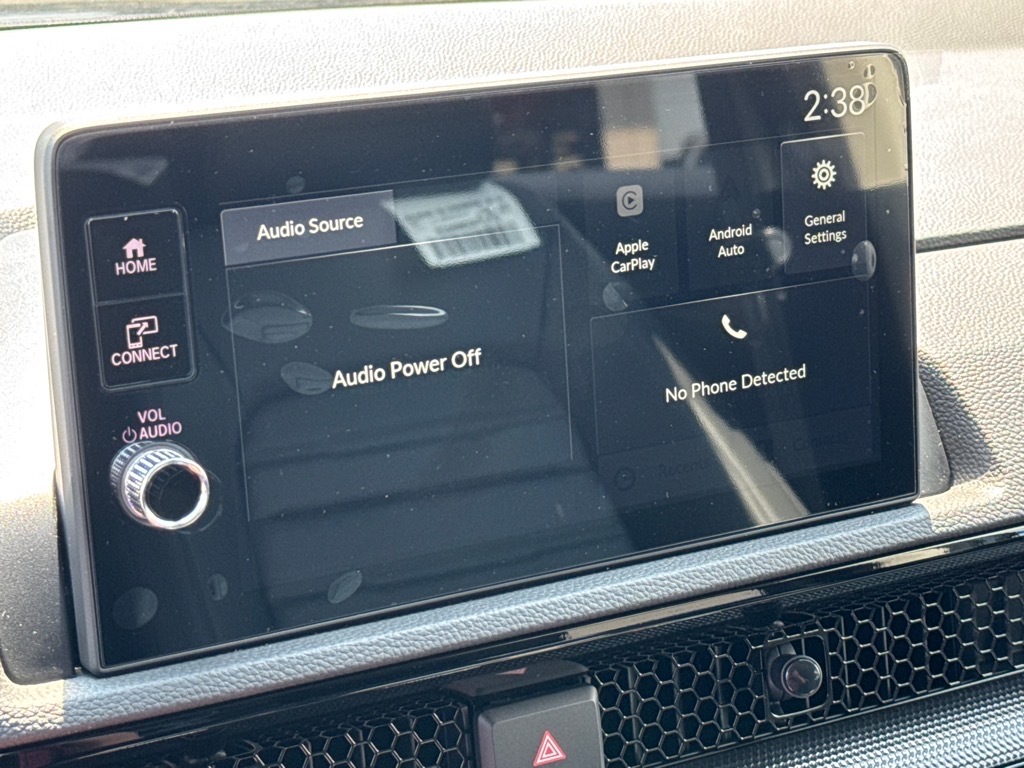 2:38
Audio Source
HOME
CONNECT
VOL
AUDIO
Audio Power Off
Apple
CarPlay
Android
Auto
General
Settings
No Phone Detected